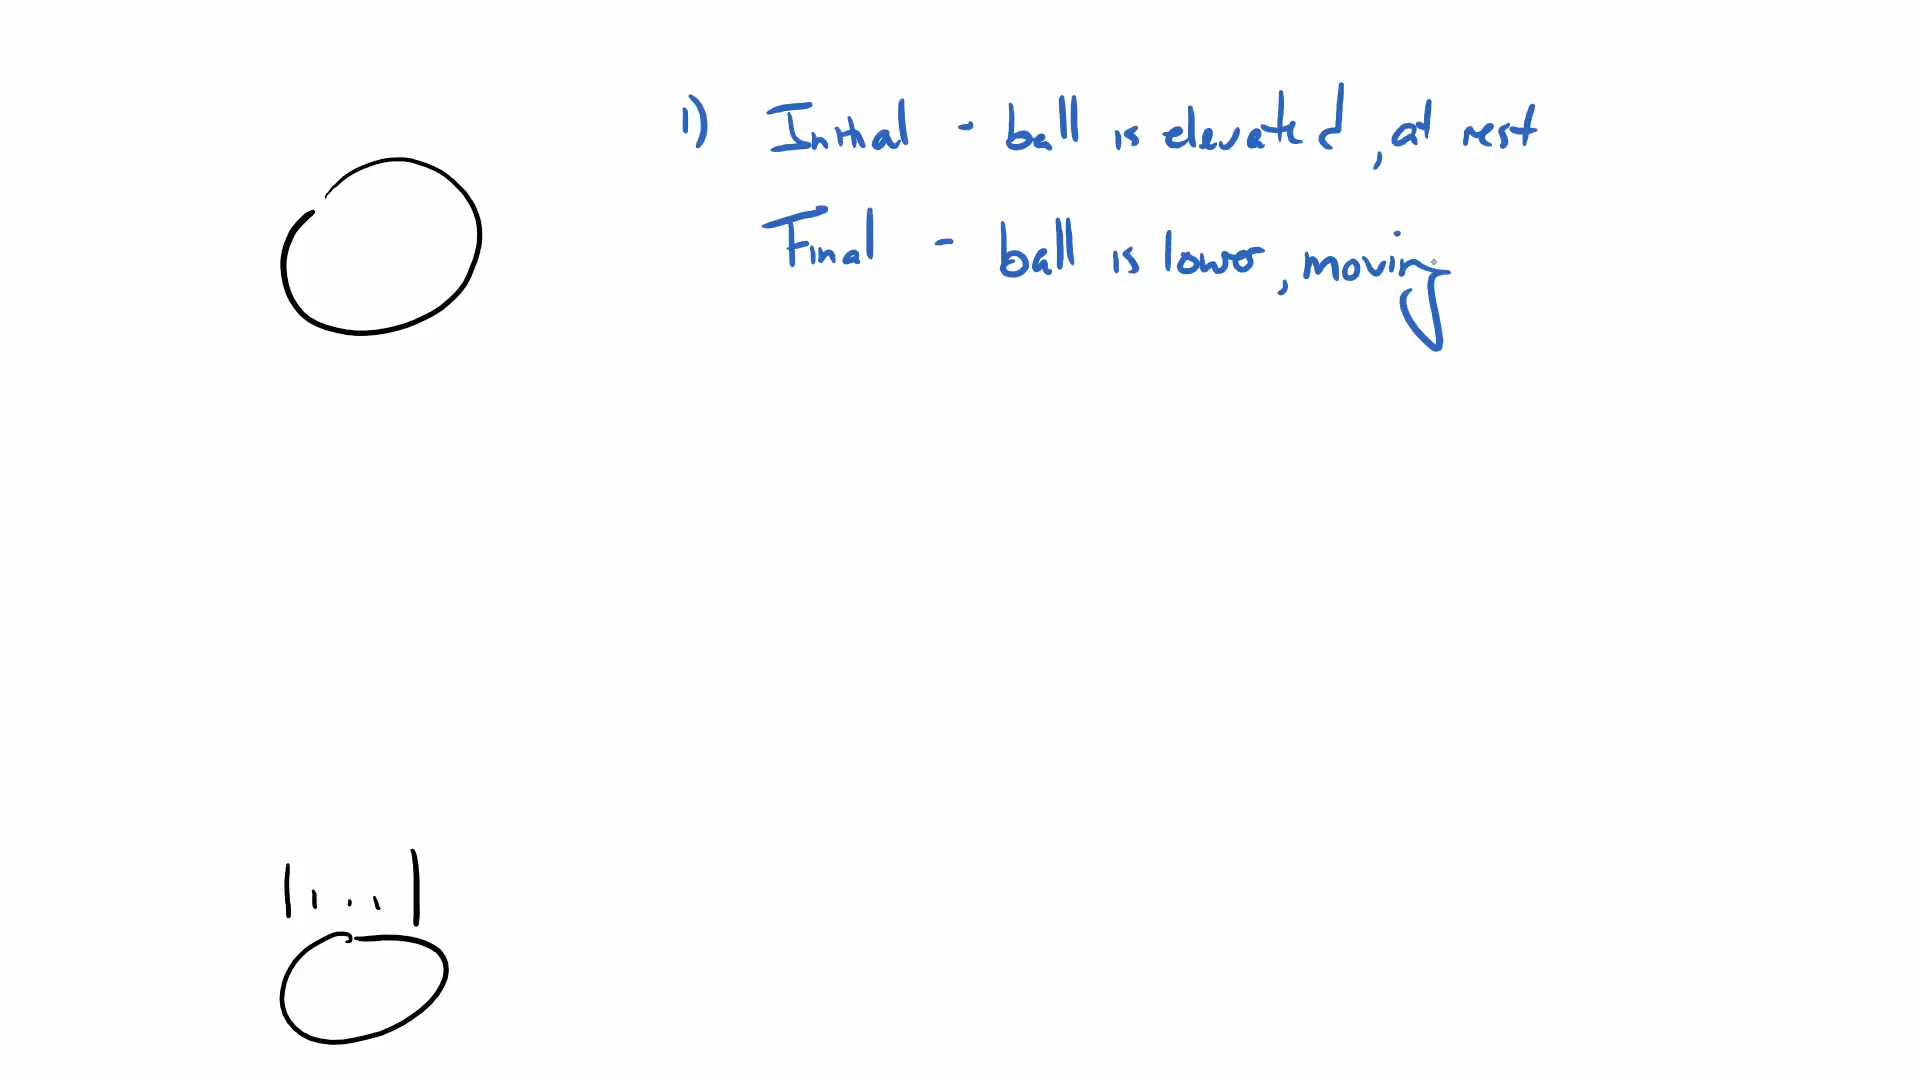 1) Initial - ball is elevated, at rest
Final - ball is lower, moving